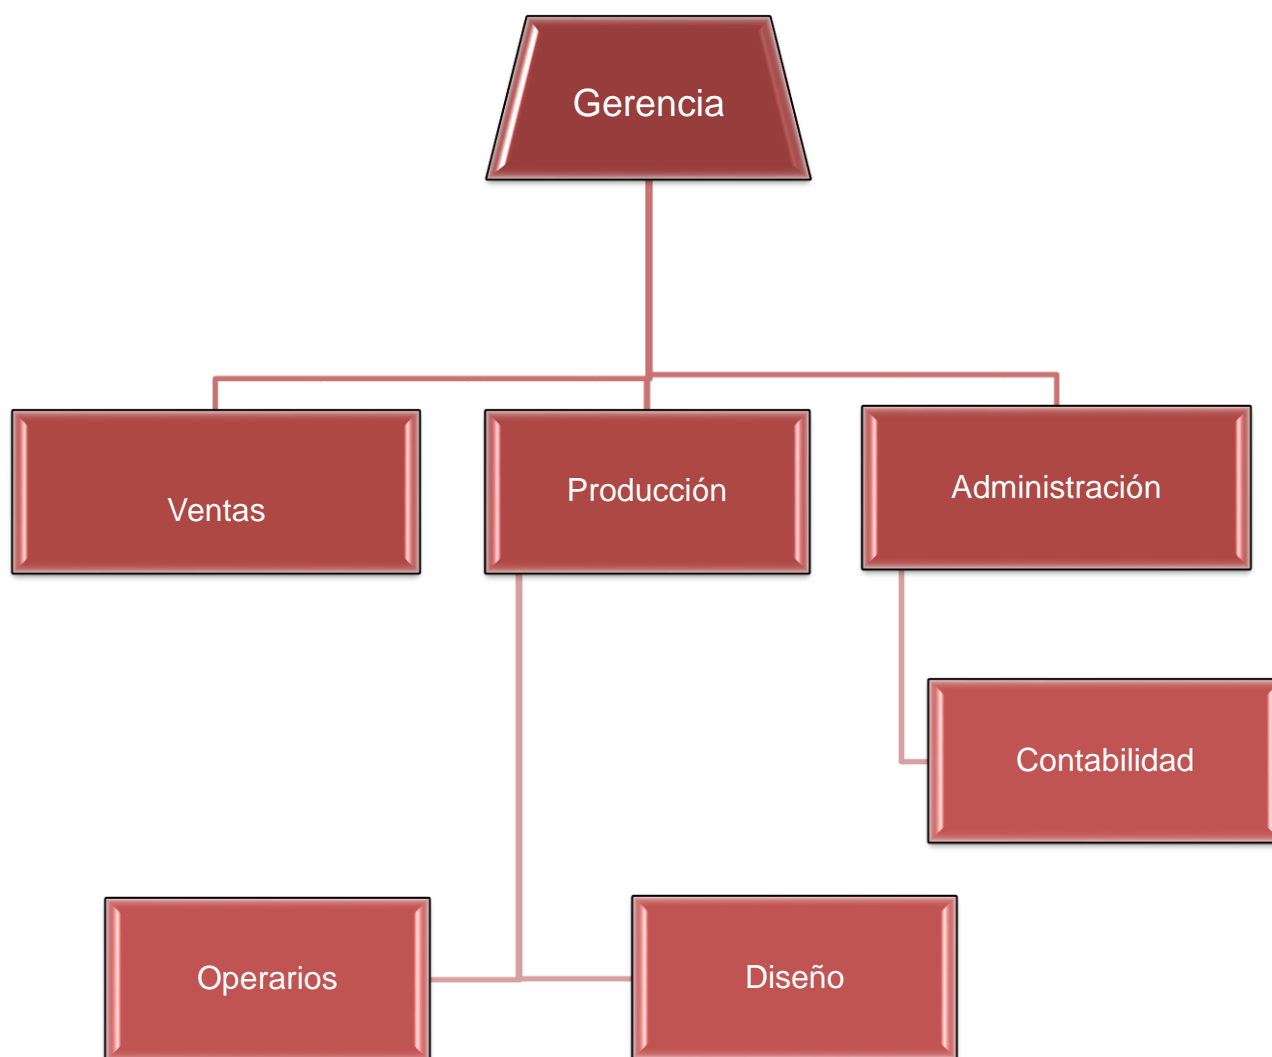 Gerencia
Ventas
Producción
Administración
Contabilidad
Operarios
Diseño